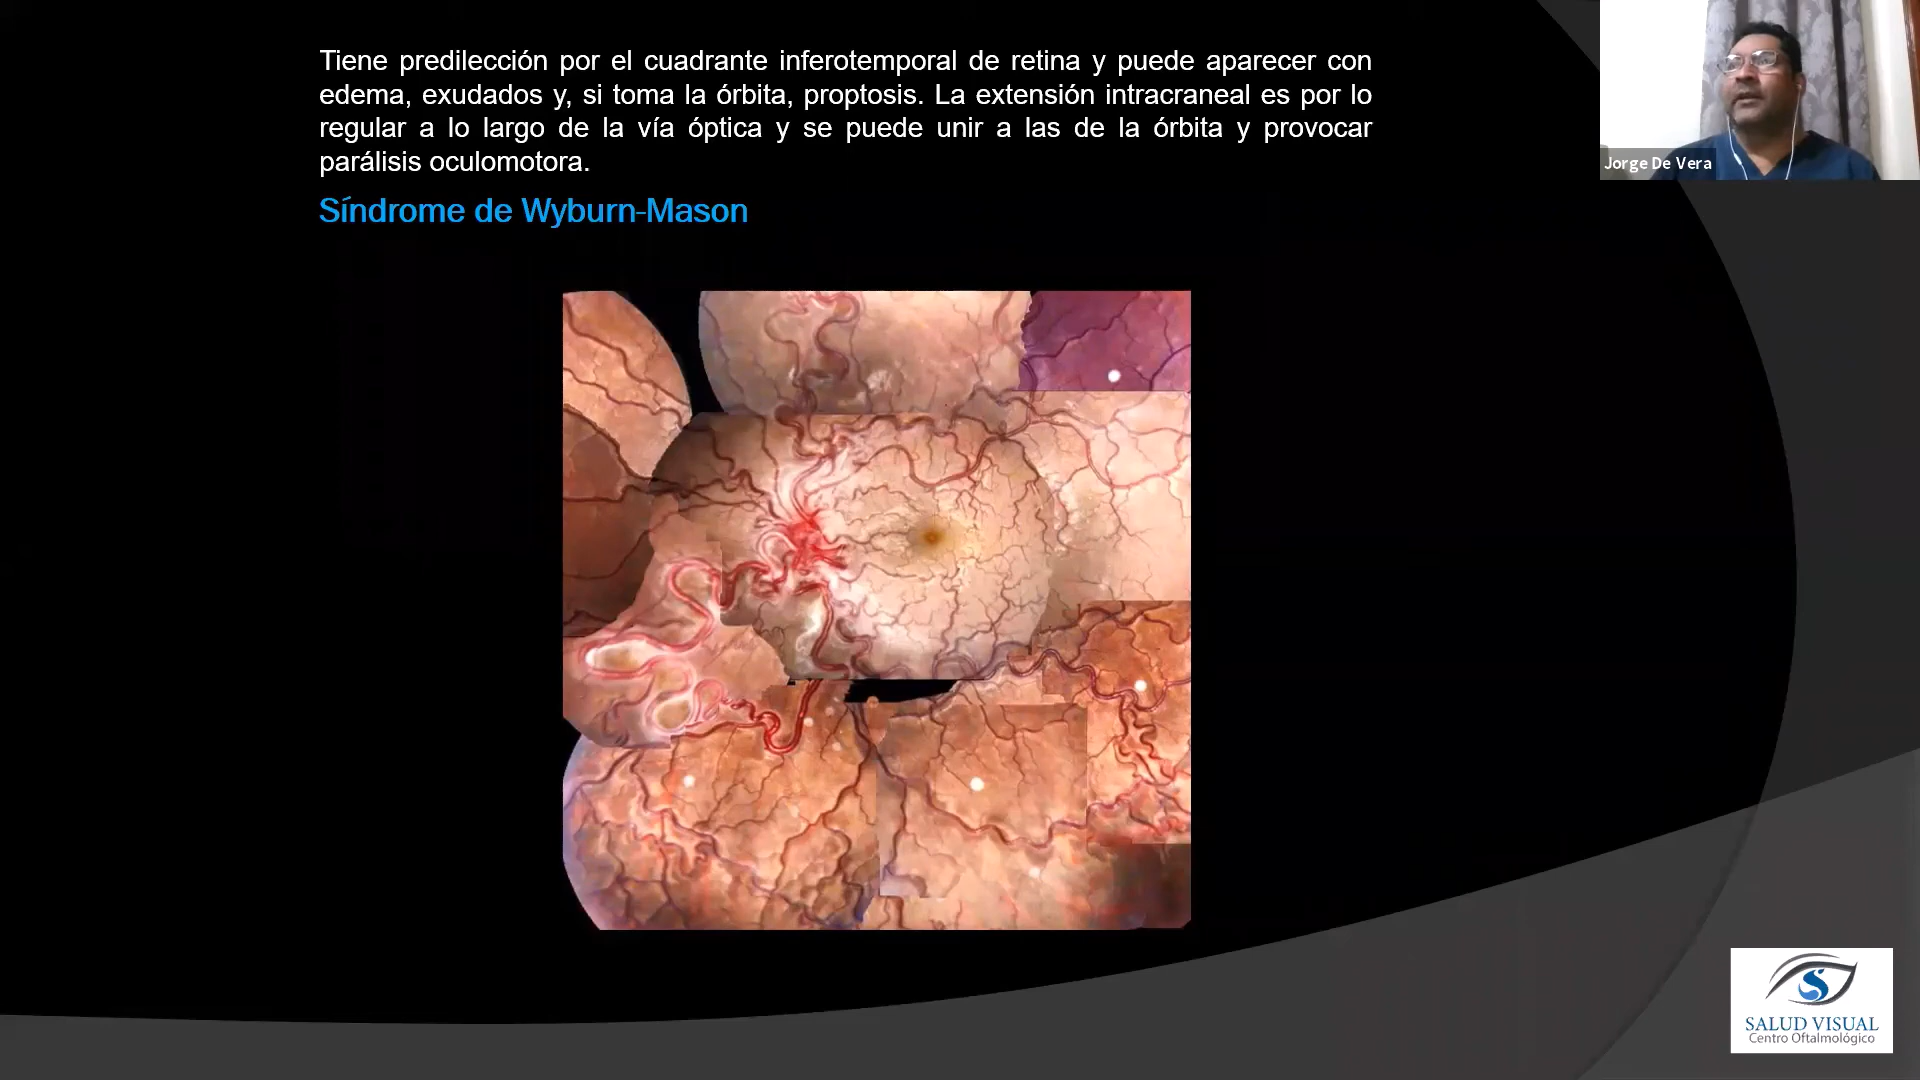 Tiene predilección por el cuadrante inferotemporal de retina y puede aparecer con
edema, exudados y, si toma la órbita, proptosis. La extensión intracraneal es por lo
regular a lo largo de la vía óptica y se puede unir a las de la órbita y provocar
parálisis oculomotora.
Síndrome de Wyburn-Mason
Jorge De Vera
SALUD VISUAL
Centro Oftalmológico